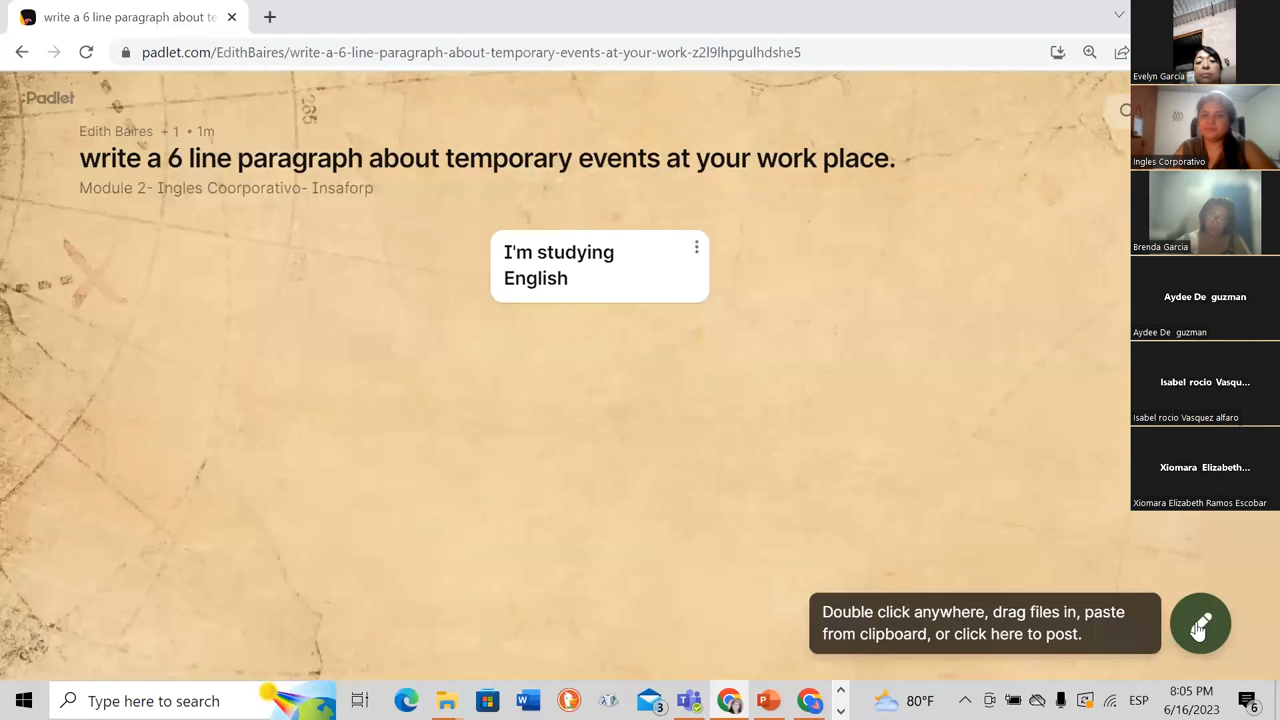 write a 6 line paragraph about te
padlet.com/EdithBaires/write-a-6-line-paragraph-about-temporary-events-at-your-work-z2l9lhpgulhdshe5
:Padlet
Edith Baires + 1 • 1m
write a 6 line paragraph about temporary events at your work place.
Module 2- Ingles Coorporativo- Insaforp
I'm studying
English
Double click anywhere, drag files in, paste
from clipboard, or click here to post.
Evelyn García
Ingles Corporativo
Brenda Garcia
Aydee De guzman
Aydee De guzman
Isabel rocio Vasqu...
Isabel rocio Vasquez alfaro
Xiomara Elizabeth...
Xiomara Elizabeth Ramos Escobar
Type here to search
3
80°F
ESP
8:05 PM
6/16/2023
6